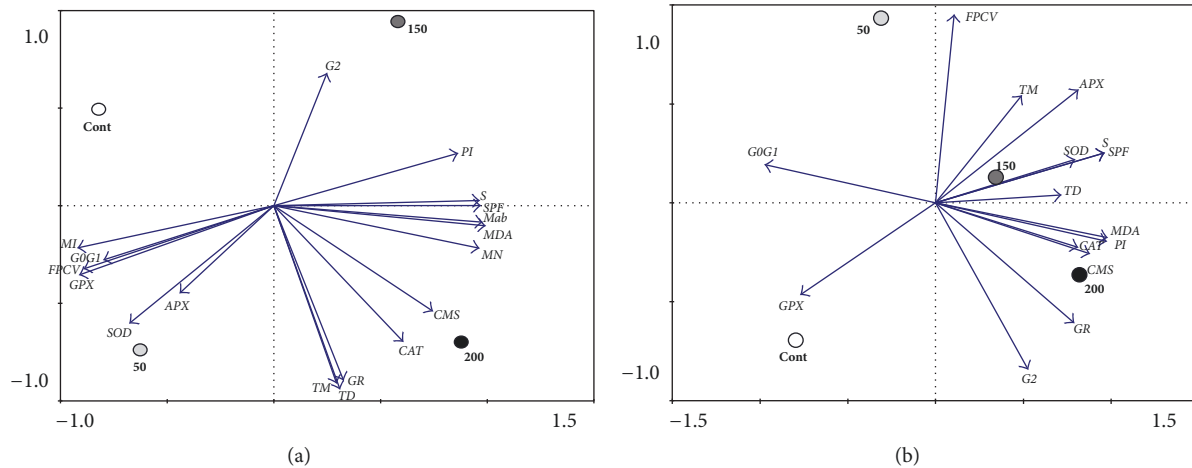 1.0
150
G2
Cont
PI
S
SPF
Mab
MDA
MN
MI
G0G1
FPCV
GPX
APX
SOD
50
CMS
CAT
200
GR
TM
TD
−1.0
−1.0
1.5
(a)
1.0
50
FPCV
TM
APX
G0G1
S
SOD
SPF
150
TD
MDA
PI
CAT
CMS
200
GPX
GR
Cont
G2
−1.0
−1.5
1.5
(b)